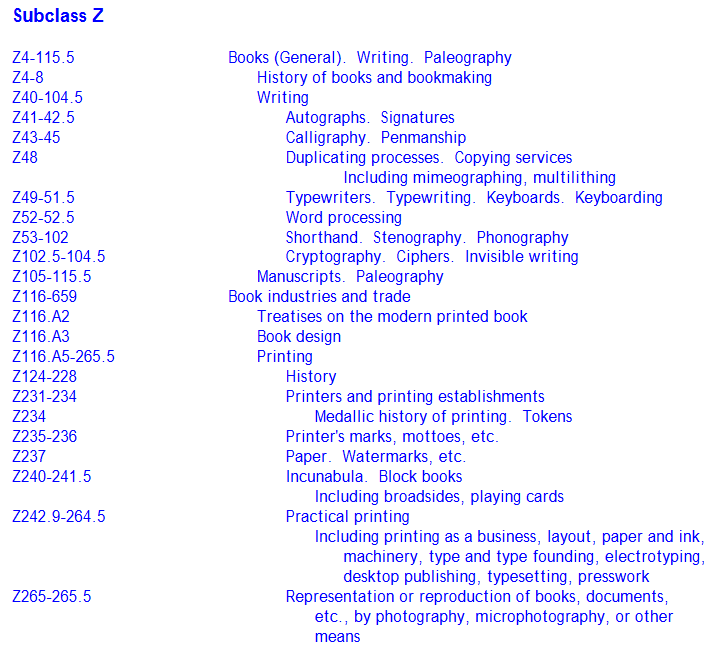 Subclass Z
Z4-115.5 Books (General). Writing. Paleography
Z4-8 History of books and bookmaking
Z40-104.5 Writing
Z41-42.5 Autographs. Signatures
Z43-45 Calligraphy. Penmanship
Z48 Duplicating processes. Copying services
Including mimeographing, multilithing
Z49-51.5 Typewriters. Typewriting. Keyboards. Keyboarding
Z52-52.5 Word processing
Z53-102 Shorthand. Stenography. Phonography
Z102.5-104.5 Cryptography. Ciphers. Invisible writing
Z105-115.5 Manuscripts. Paleography
Z116-659 Book industries and trade
Z116.A2 Treatises on the modern printed book
Z116.A3 Book design
Z116.A5-265.5 Printing
Z124-228 History
Z231-234 Printers and printing establishments
Z234 Medallic history of printing. Tokens
Z235-236 Printer's marks, mottoes, etc.
Z237 Paper. Watermarks, etc.
Z240-241.5 Incunabula. Block books
Including broadsides, playing cards
Z242.9-264.5 Practical printing
Including printing as a business, layout, paper and ink,
machinery, type and type founding, electrotyping,
desktop publishing, typesetting, presswork
Z265-265.5 Representation or reproduction of books, documents,
etc., by photography, microphotography, or other
means